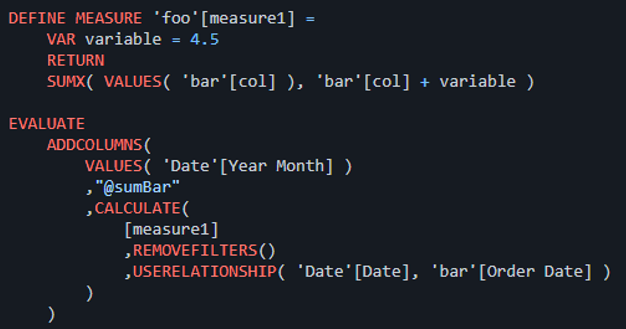 DEFINE MEASURE 'foo'[measure1] =
    VAR variable = 4.5
    RETURN
    SUMX( VALUES( 'bar'[col] ), 'bar'[col] + variable )

EVALUATE
    ADDCOLUMNS(
        VALUES( 'Date'[Year Month] )
        ,"@sumBar"
        ,CALCULATE(
            [measure1]
            ,REMOVEFILTERS()
            ,USERELATIONSHIP( 'Date'[Date], 'bar'[Order Date] )
        )
    )